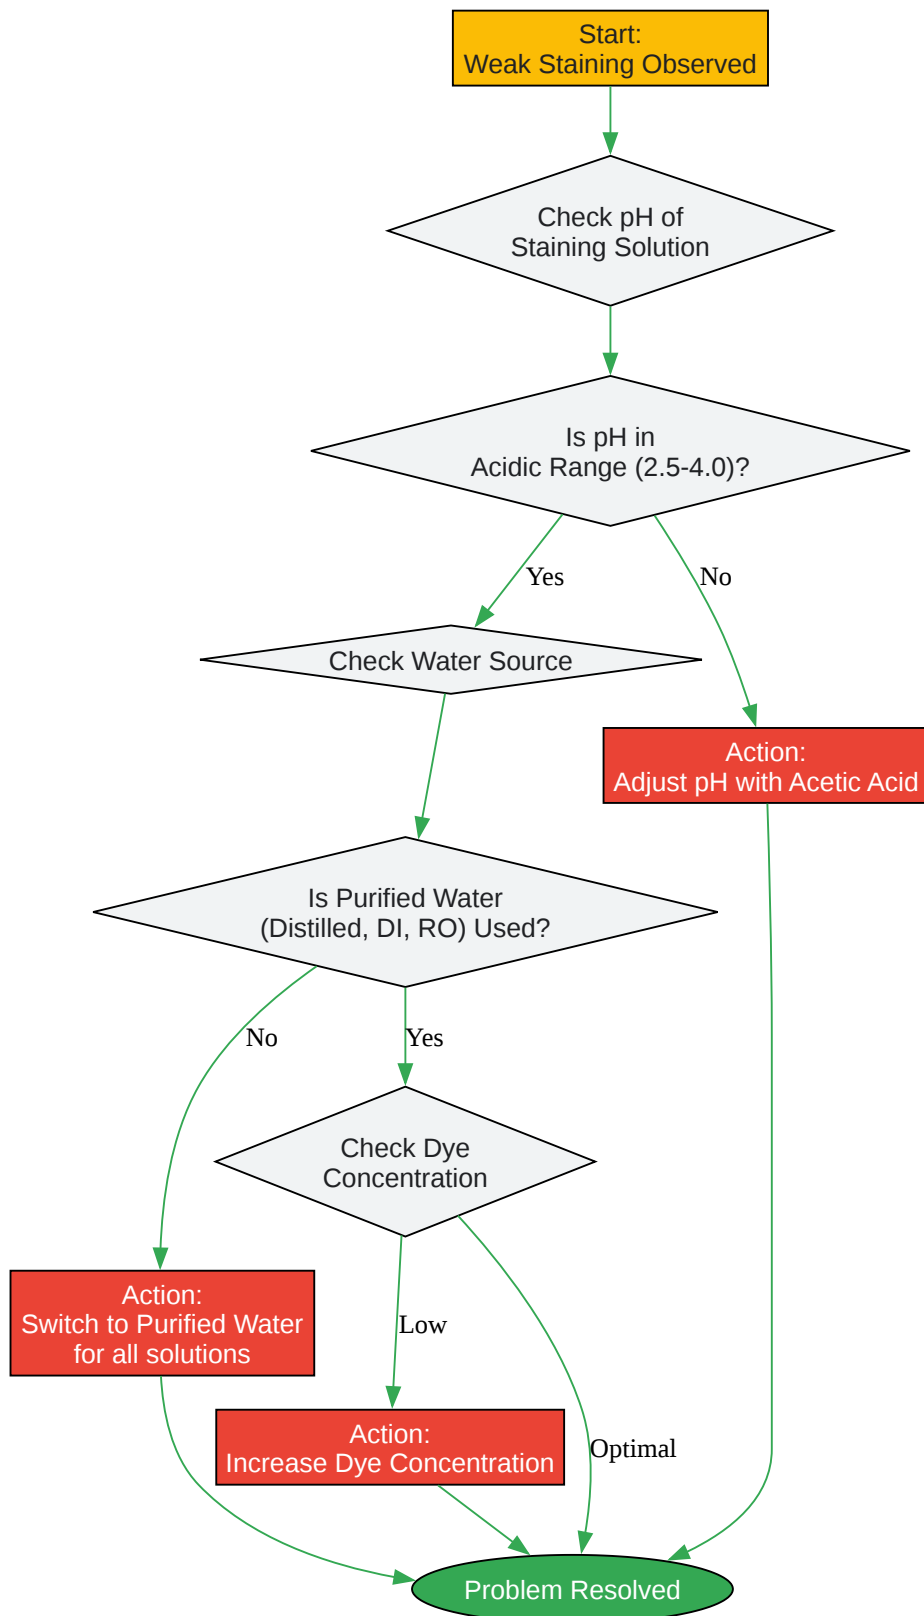 Start:
Weak Staining Observed
Check pH of
Staining Solution
Is pH in
Acidic Range (2.5-4.0)?
Yes
No
Check Water Source
Action:
Adjust pH with Acetic Acid
Is Purified Water
(Distilled, DI, RO) Used?
No
Yes
Check Dye
Concentration
Action:
Switch to Purified Water
for all solutions
Low
Action:
Increase Dye Concentration
Optimal
Problem Resolved